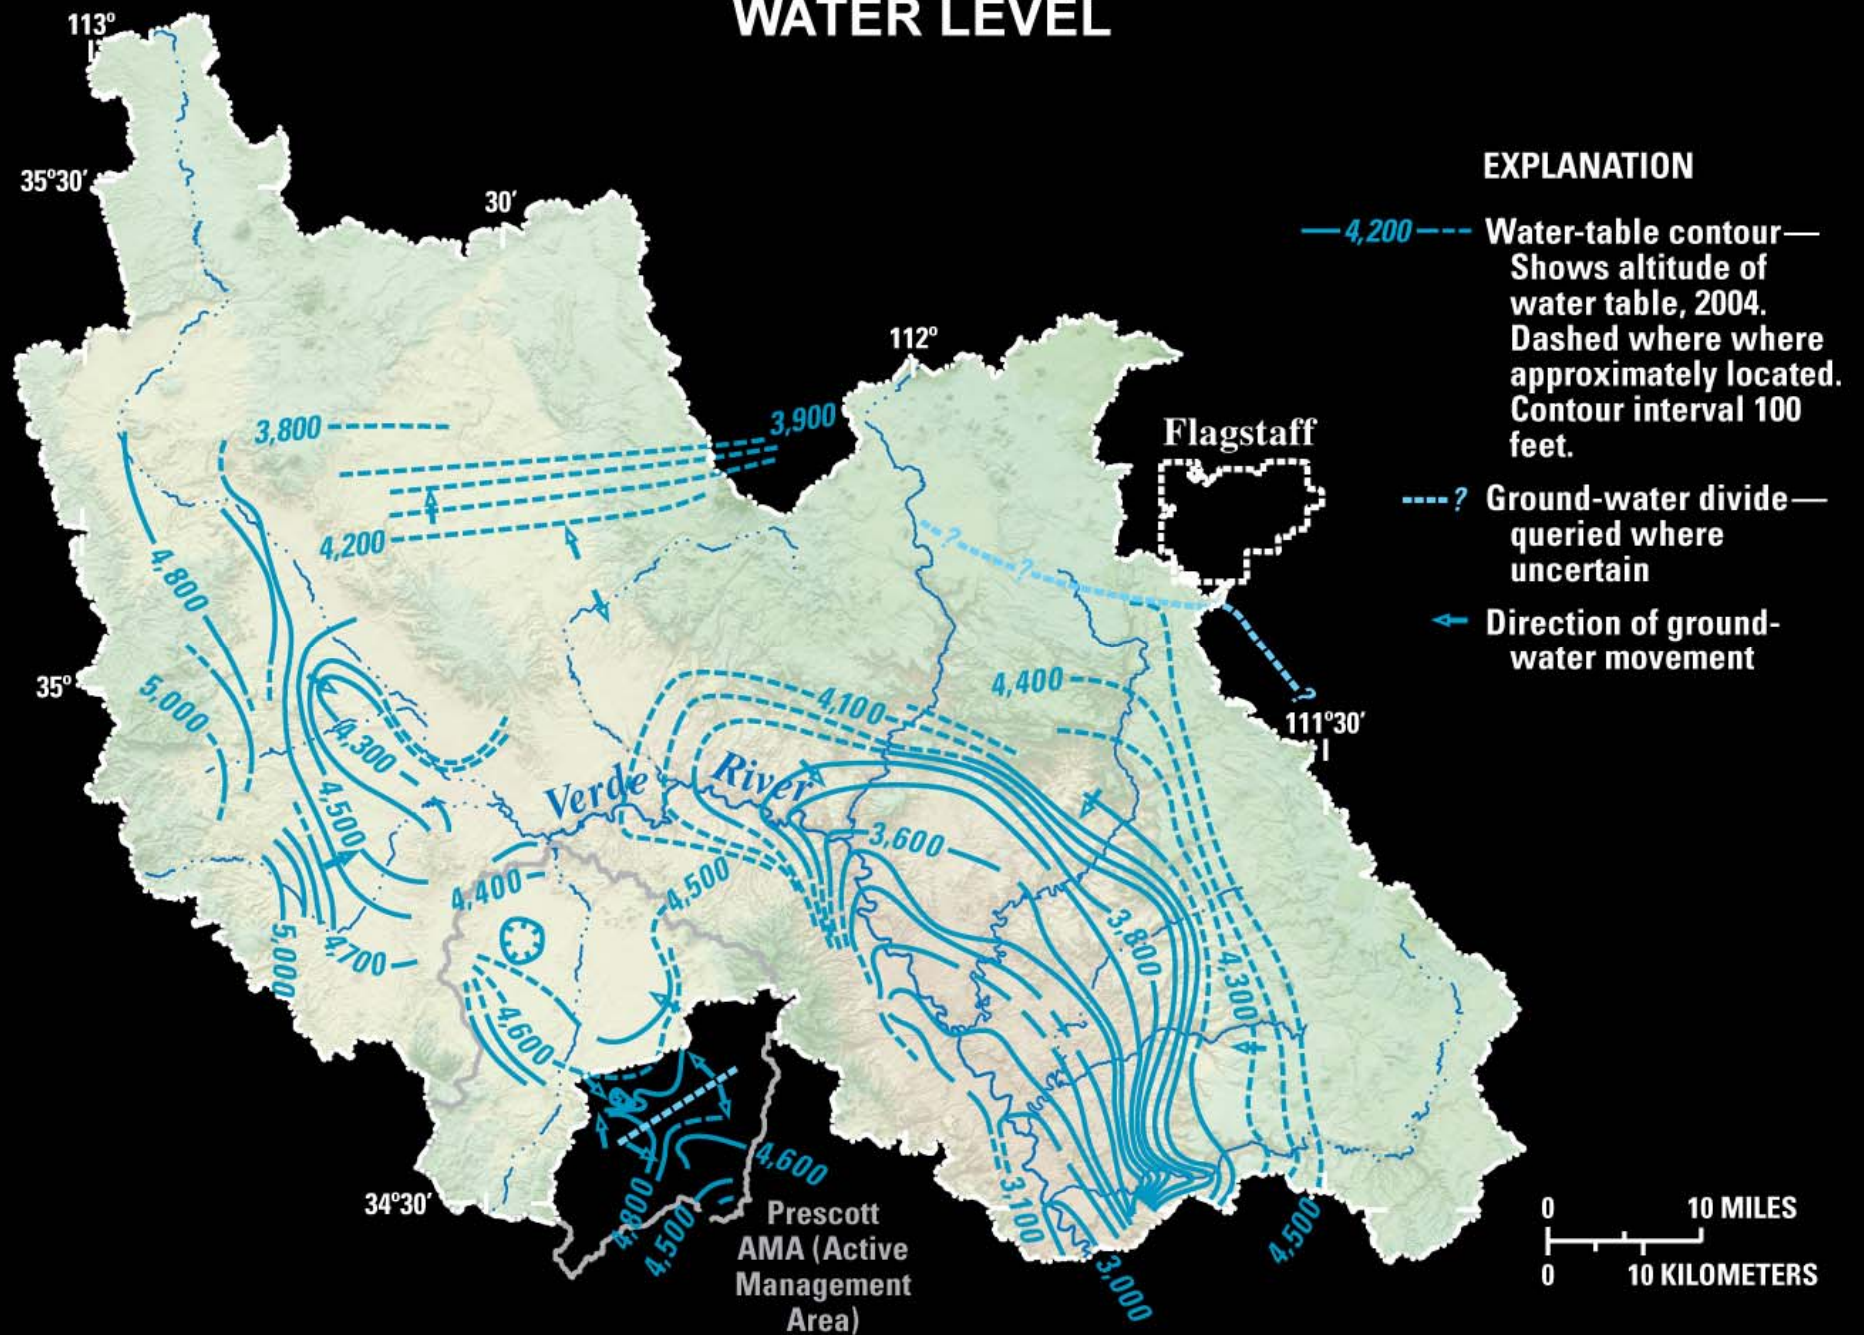 WATER LEVEL
113°
35°30'
30'
112°
EXPLANATION
4,200
Water-table contour—
Shows altitude of
water table, 2004.
Dashed where where
approximately located.
Contour interval 100
feet.
Flagstaff
? Ground-water divide—
queried where
uncertain
Direction of ground-
water movement
3,800
3,900
4,200
? ?
4,800
35°
5,000
4,400
4,100
?
111°30'
4,300
Verde River
4,500
3,600
4,400
4,500
3,800
5,000
4,700
4,300
4,600
4,600
34°30'
4,800
4,500
Prescott
AMA (Active
Management
Area)
3,100
3,000
4,500
0 10 MILES
0 10 KILOMETERS